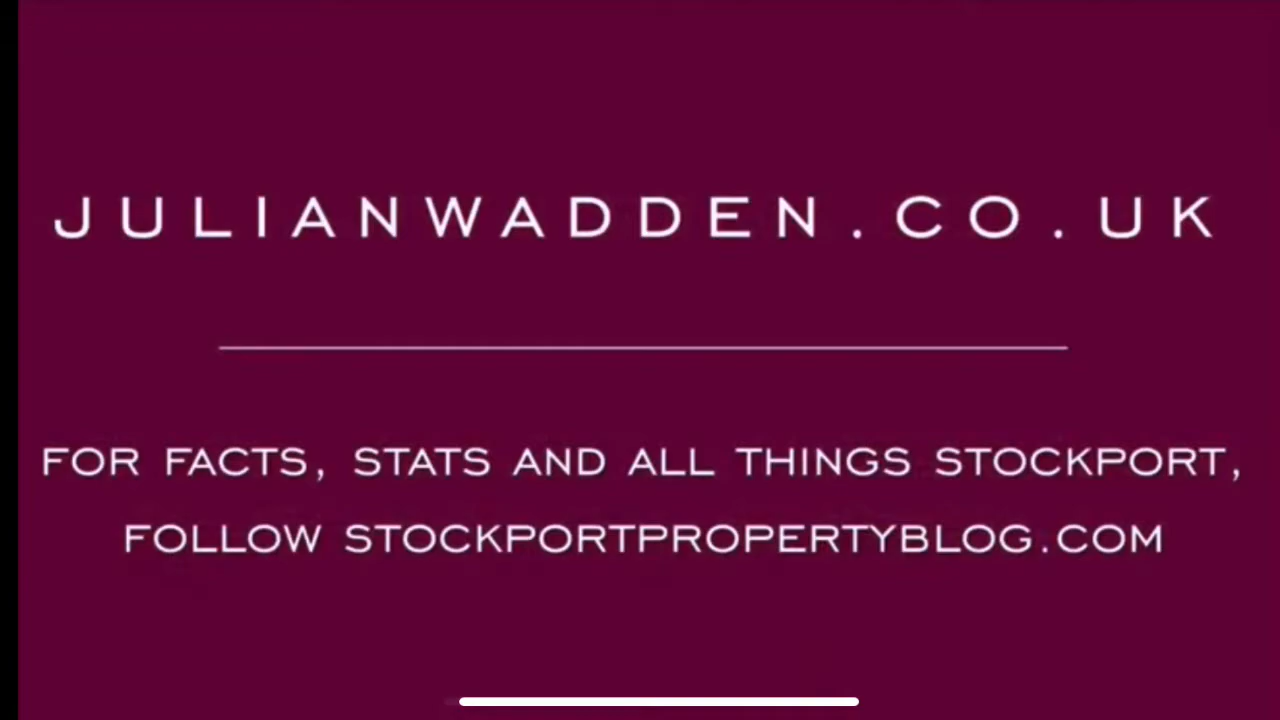 JULIANWADDEN.CO.UK
FOR FACTS, STATS AND ALL THINGS STOCKPORT,
FOLLOW STOCKPORTPROPERTYBLOG.COM